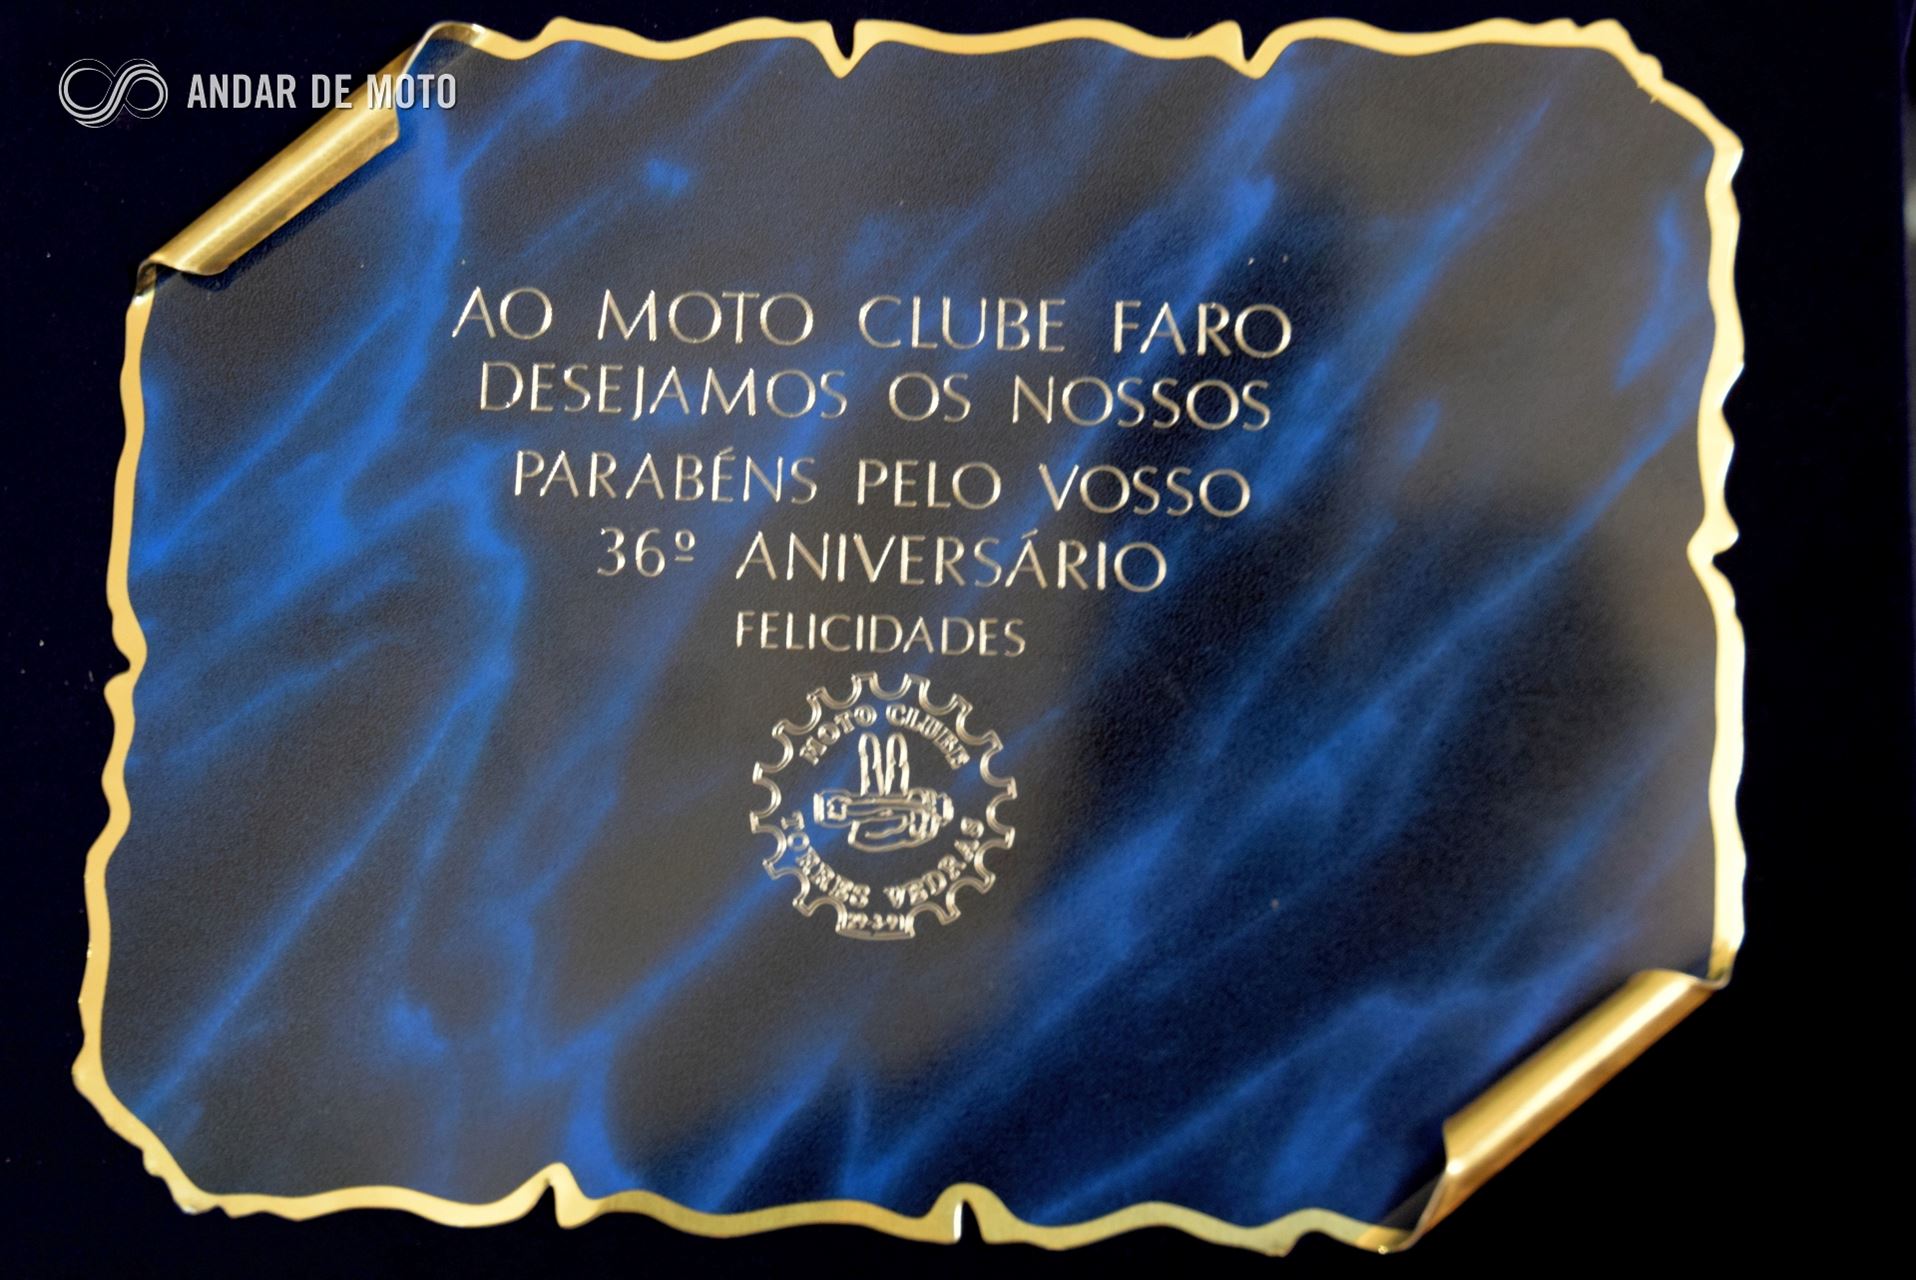 ANDAR DE MOTO
AO MOTO CLUBE FARO
DESEJAMOS OS NOSSOS
PARABÉNS PELO VOSSO
36º ANIVERSÁRIO
FELICIDADES
MOTO CLUBE
TORRES VEDRAS